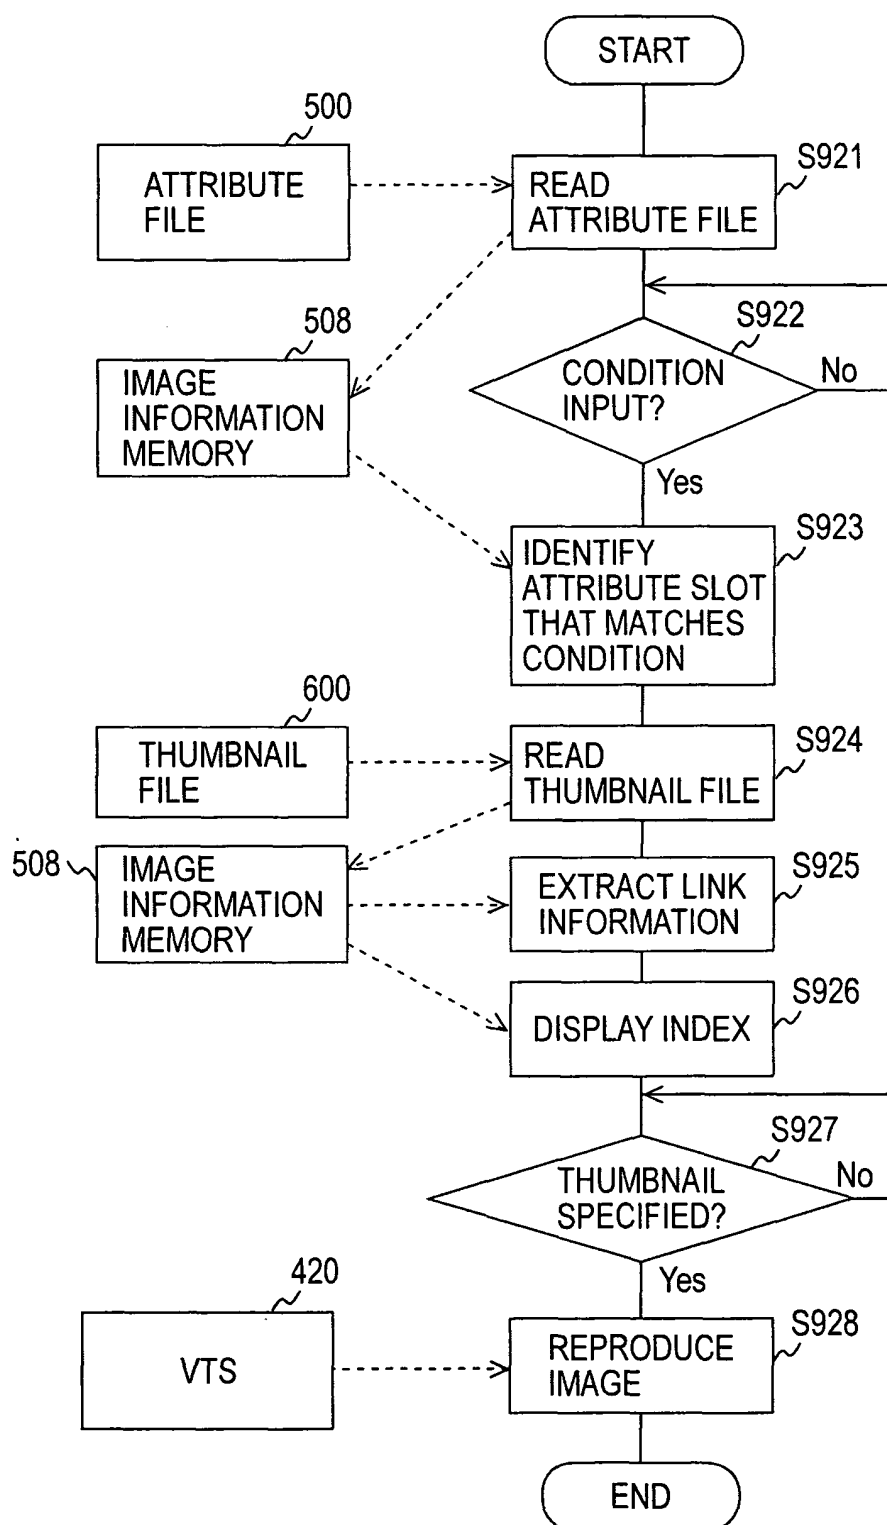 START
500
ATTRIBUTE
FILE
S921
READ
ATTRIBUTE FILE
508
IMAGE
INFORMATION
MEMORY
S922
CONDITION
INPUT?
No
Yes
S923
IDENTIFY
ATTRIBUTE SLOT
THAT MATCHES
CONDITION
600
THUMBNAIL
FILE
S924
READ
THUMBNAIL FILE
508
IMAGE
INFORMATION
MEMORY
S925
EXTRACT LINK
INFORMATION
S926
DISPLAY INDEX
S927
THUMBNAIL
SPECIFIED?
No
Yes
420
VTS
S928
REPRODUCE
IMAGE
END